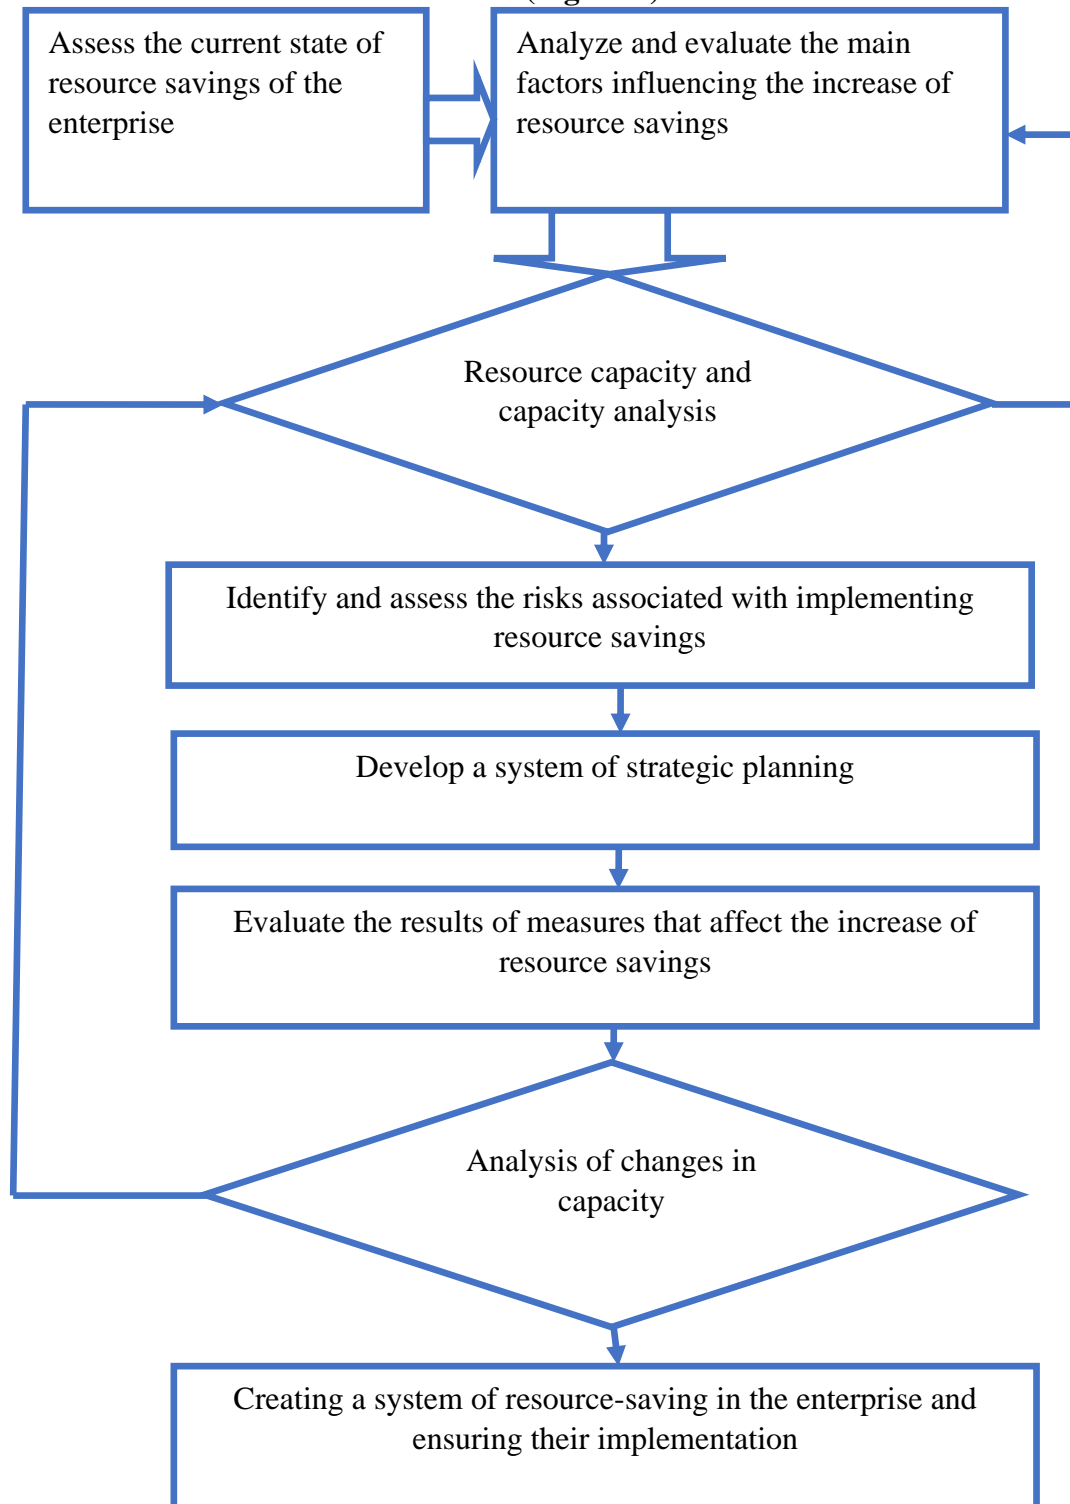 Assess the current state of
resource savings of the
enterprise
Analyze and evaluate the main
factors influencing the increase of
resource savings
Resource capacity and
capacity analysis
Identify and assess the risks associated with implementing
resource savings
Develop a system of strategic planning
Evaluate the results of measures that affect the increase of
resource savings
Analysis of changes in
capacity
Creating a system of resource-saving in the enterprise and
ensuring their implementation